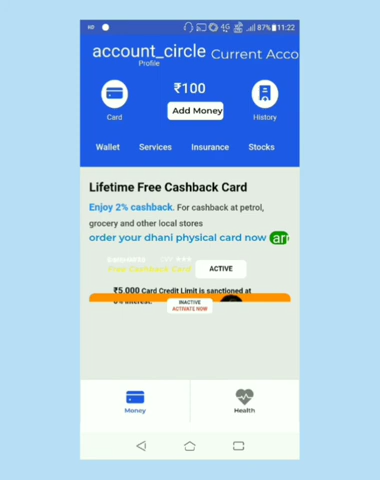 HD 4G 87% 11:22
account_circle Current Acco
Profile
₹100
Add Money
Card
History
Wallet Services Insurance Stocks
Lifetime Free Cashback Card
Enjoy 2% cashback. For cashback at petrol,
grocery and other local stores
order your dhani physical card now
Free Cashback Card
ACTIVE
₹5,000 Card Credit Limit is sanctioned at
INACTIVE
ACTIVATE NOW
Money
Health